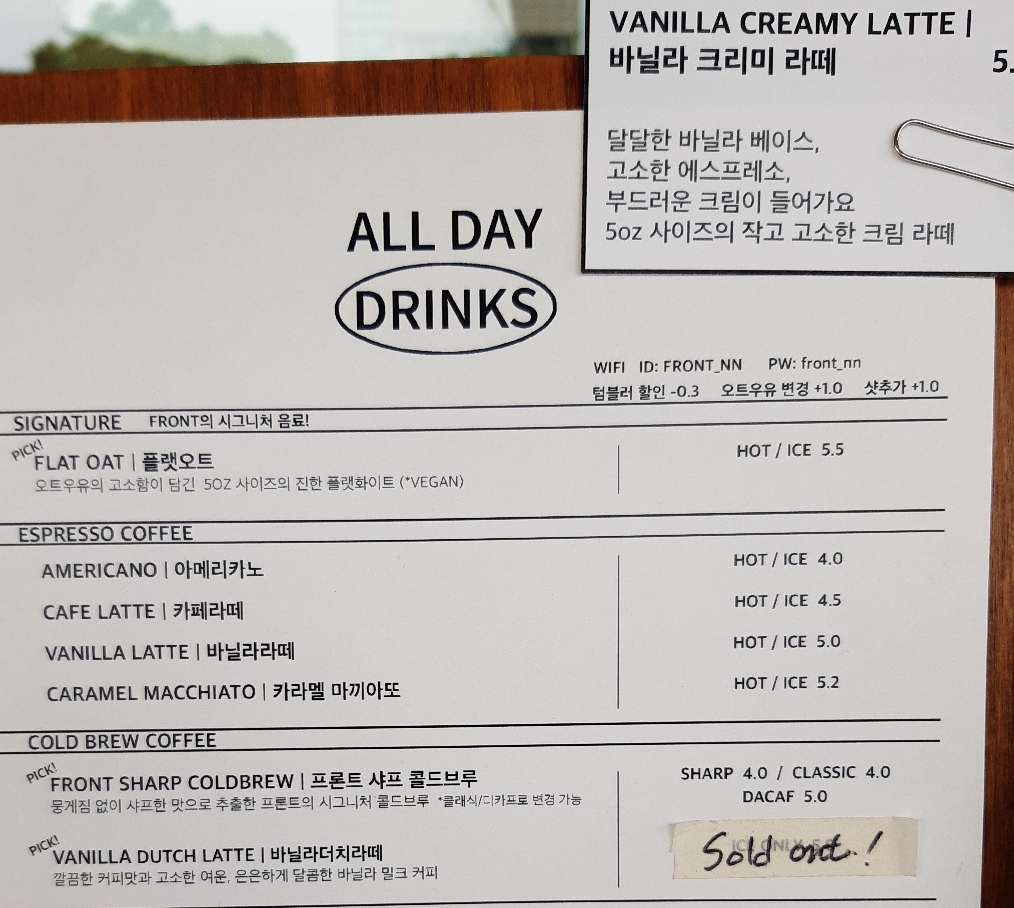 VANILLA CREAMY LATTE |
바닐라 크리미 라떼 5.
달달한 바닐라 베이스,
고소한 에스프레소,
부드러운 크림이 들어가요
5oz 사이즈의 작고 고소한 크림 라떼
ALL DAY
DRINKS
WIFI ID: FRONT_NN PW: front_nn
텀블러 할인 -0.3 오트우유 변경 +1.0 샷추가 +1.0
SIGNATURE FRONT의 시그니처 음료!
PICK!
FLAT OAT | 플랫오트 HOT / ICE 5.5
오트우유의 고소함이 담긴 5OZ 사이즈의 진한 플랫화이트 (*VEGAN)
ESPRESSO COFFEE
AMERICANO | 아메리카노 HOT / ICE 4.0
CAFE LATTE | 카페라떼 HOT / ICE 4.5
VANILLA LATTE | 바닐라라떼 HOT / ICE 5.0
CARAMEL MACCHIATO | 카라멜 마끼아또 HOT / ICE 5.2
COLD BREW COFFEE
PICK!
FRONT SHARP COLDBREW | 프론트 샤프 콜드브루 SHARP 4.0 / CLASSIC 4.0
뭉게짐 없이 샤프한 맛으로 추출한 프론트의 시그니처 콜드브루 *클래식/디카프로 변경 가능 DACAF 5.0
PICK!
VANILLA DUTCH LATTE | 바닐라더치라떼 Sold out.!
깔끔한 커피맛과 고소한 여운, 은은하게 달콤한 바닐라 밀크 커피